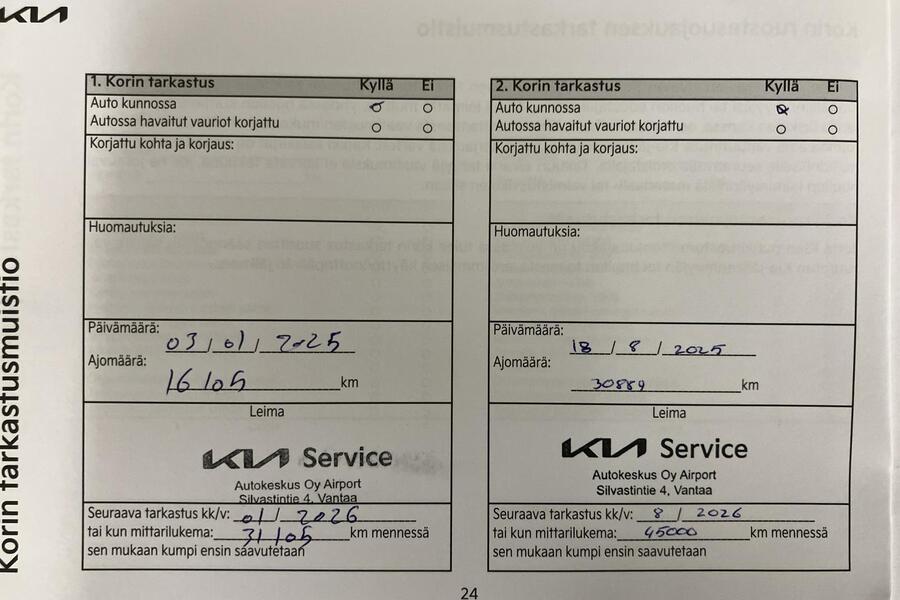 KIA
Korin tarkastusmuistio
1. Korin tarkastus Kyllä Ei
Auto kunnossa
Autossa havaitut vauriot korjattu
Korjattu kohta ja korjaus:
Huomautuksia:
Päivämäärä:
03 / 01 / 2025
Ajomäärä:
16105 km
Leima
KIA Service
Autokeskus Oy Airport
Silvastintie 4, Vantaa
Seuraava tarkastus kk/v: 01 / 2026
tai kun mittarilukema: 31105 km mennessä
sen mukaan kumpi ensin saavutetaan
2. Korin tarkastus Kyllä Ei
Auto kunnossa
Autossa havaitut vauriot korjattu
Korjattu kohta ja korjaus:
Huomautuksia:
Päivämäärä:
18 / 8 / 2025
Ajomäärä:
30889 km
Leima
KIA Service
Autokeskus Oy Airport
Silvastintie 4, Vantaa
Seuraava tarkastus kk/v: 8 / 2026
tai kun mittarilukema: 45000 km mennessä
sen mukaan kumpi ensin saavutetaan
24